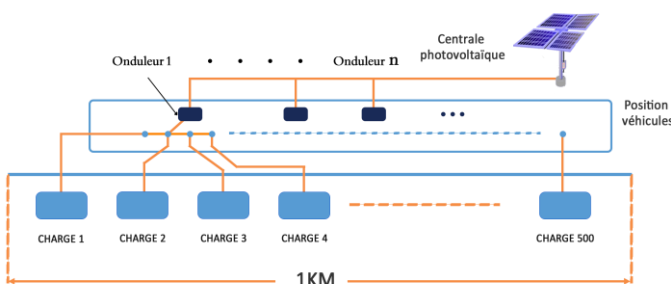 Centrale
photovoltaïque
Onduleur 1
Onduleur n
Position
véhicules
CHARGE 1
CHARGE 2
CHARGE 3
CHARGE 4
CHARGE 500
1KM